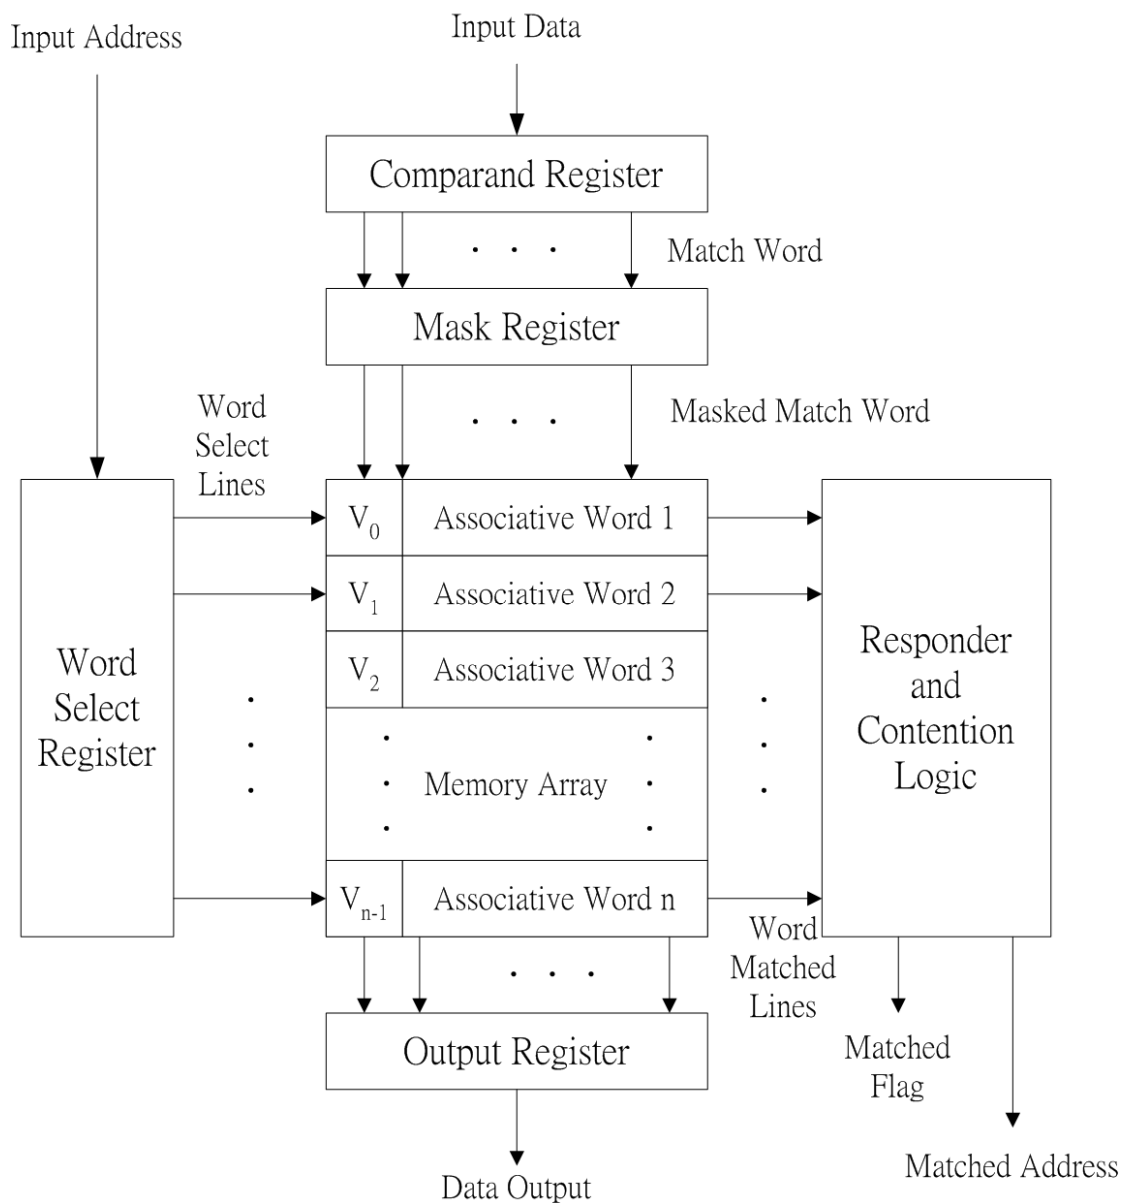 Input Address
Input Data
Comparand Register
. . .
Match Word
Mask Register
Word
Select
Lines
. . .
Masked Match Word
V0 Associative Word 1
V1 Associative Word 2
V2 Associative Word 3
Word
Select
Register
Responder
and
Contention
Logic
Memory Array
Vn-1 Associative Word n
Word
Matched
Lines
. . .
Output Register
Matched
Flag
Matched Address
Data Output